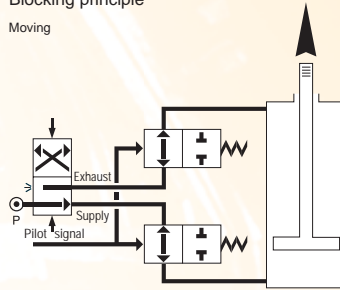 Blocking principle
Moving
Exhaust
P
Supply
Pilot signal